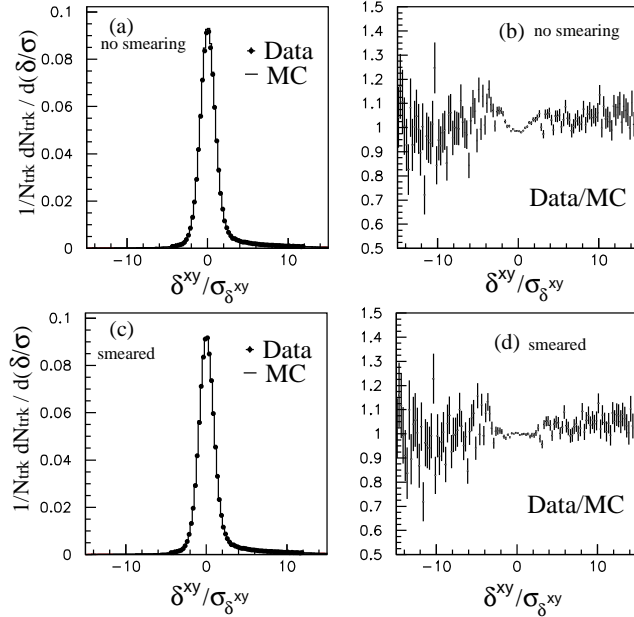 (a)
no smearing
Data
MC
0.1
0.08
0.06
0.04
0.02
0
1/Ntrk dNtrk / d(δ/σ)
-10 0 10
δxy/σδxy
(b) no smearing
Data/MC
1.5
1.4
1.3
1.2
1.1
1
0.9
0.8
0.7
0.6
0.5
-10 0 10
δxy/σδxy
(c)
smeared
Data
MC
0.1
0.08
0.06
0.04
0.02
0
1/Ntrk dNtrk / d(δ/σ)
-10 0 10
δxy/σδxy
(d) smeared
Data/MC
1.5
1.4
1.3
1.2
1.1
1
0.9
0.8
0.7
0.6
0.5
-10 0 10
δxy/σδxy